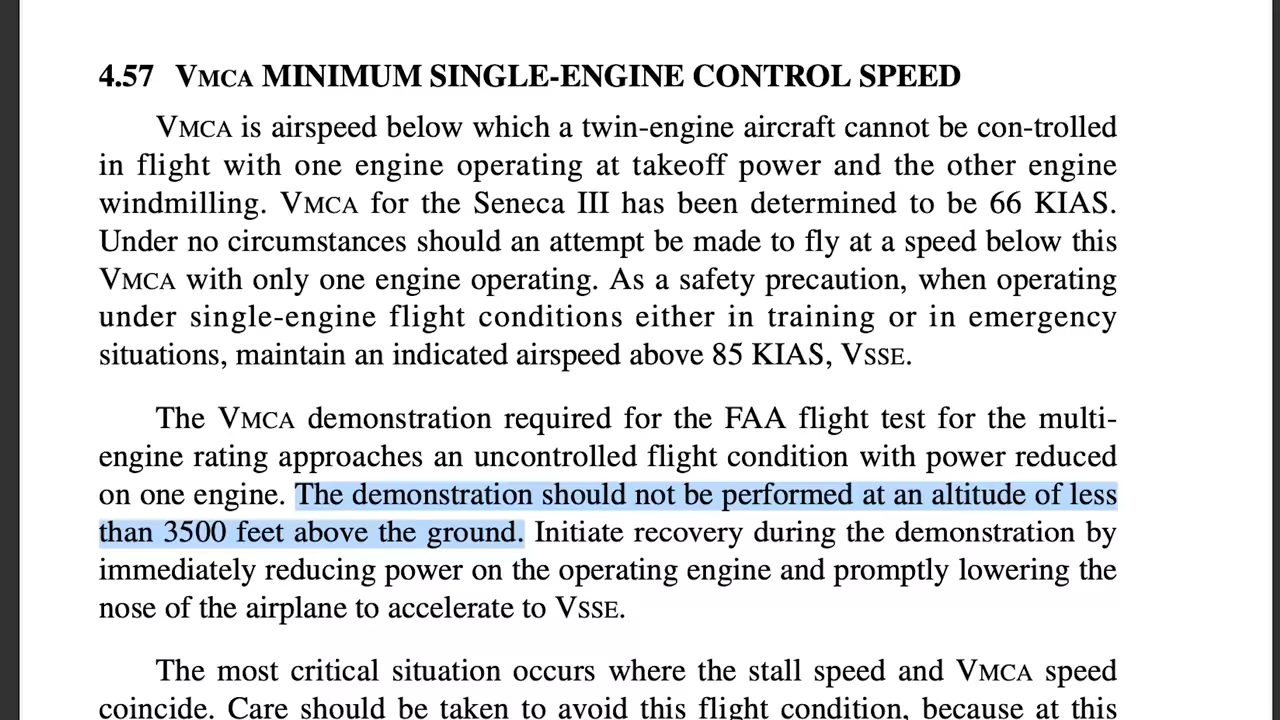 4.57 VMCA MINIMUM SINGLE-ENGINE CONTROL SPEED
VMCA is airspeed below which a twin-engine aircraft cannot be con-trolled
in flight with one engine operating at takeoff power and the other engine
windmilling. VMCA for the Seneca III has been determined to be 66 KIAS.
Under no circumstances should an attempt be made to fly at a speed below this
VMCA with only one engine operating. As a safety precaution, when operating
under single-engine flight conditions either in training or in emergency
situations, maintain an indicated airspeed above 85 KIAS, VSSE.
The VMCA demonstration required for the FAA flight test for the multi-
engine rating approaches an uncontrolled flight condition with power reduced
on one engine. The demonstration should not be performed at an altitude of less
than 3500 feet above the ground. Initiate recovery during the demonstration by
immediately reducing power on the operating engine and promptly lowering the
nose of the airplane to accelerate to VSSE.
The most critical situation occurs where the stall speed and VMCA speed
coincide. Care should be taken to avoid this flight condition, because at this